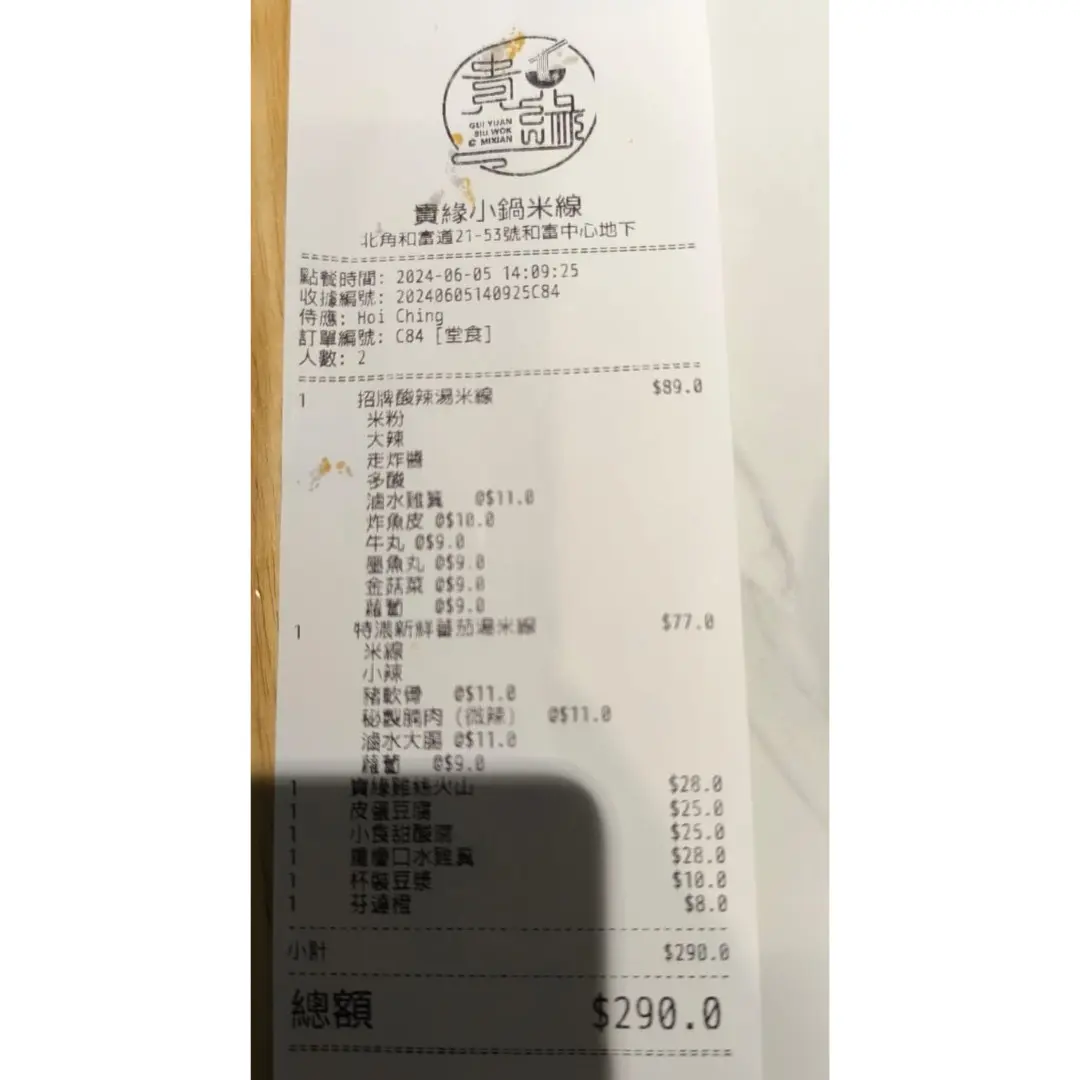 貴緣
GUI YUAN
SIU WOK
MIXIAN
貴緣小鍋米線
北角和富道21-53號和富中心地下
點餐時間: 2024-06-05 14:09:25
收據編號: 20240605140925C84
侍應: Hoi Ching
訂單編號: C84 [堂食]
人數: 2
1 招牌酸辣湯米線 $89.0
米粉
大辣
走炸醬
多酸
滷水雞翼 @$11.0
炸魚皮 @$10.0
牛丸 @$9.0
墨魚丸 @$9.0
金菇菜 @$9.0
蘿蔔 @$9.0
1 特濃新鮮蕃茄湯米線 $77.0
米線
小辣
豬軟骨 @$11.0
秘製腩肉 (微辣) @$11.0
滷水大腸 @$11.0
蘿蔔 @$9.0
1 貴緣雞絲火山 $28.0
1 皮蛋豆腐 $25.0
1 小食甜酸 $25.0
1 重慶口水雞翼 $28.0
1 杯裝豆漿 $10.0
1 芬達橙 $8.0
小計 $290.0
總額 $290.0